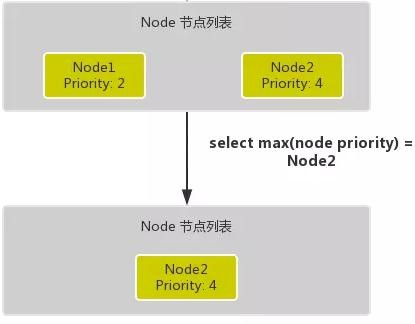 Node 节点列表
Node1
Priority: 2
Node2
Priority: 4
select max(node priority) =
Node2
Node 节点列表
Node2
Priority: 4